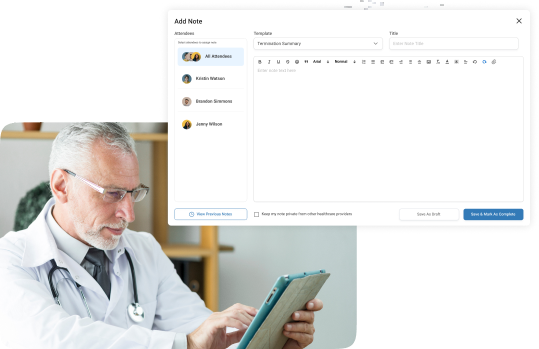 Add Note
Attendees
Template
Title
Select attendees to assign note
All Attendees
Termination Summary
Enter Note Title
B I U S Arial Normal
Enter note text here
Kristin Watson
Brandon Simmons
Jenny Wilson
View Previous Notes
Keep my note private from other healthcare providers
Save As Draft
Save & Mark As Complete